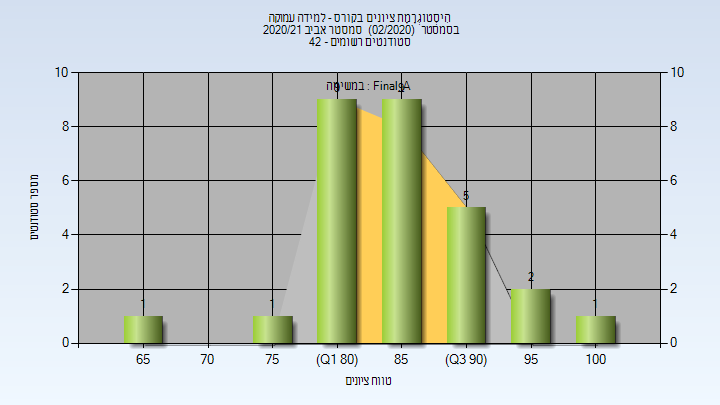 היסטוגרמת ציונים בקורס - למידה עמוקה
בסמסטר (02/2020) סמסטר אביב 2020/21
סטודנטים רשומים - 42
במשימה : FinalgA
10 10
8 8
6 6
4 4
2 2
0 0
מספר סטודנטים
1 1 9 9 5 2 1
65 70 75 (Q1 80) 85 (Q3 90) 95 100
טווח ציונים